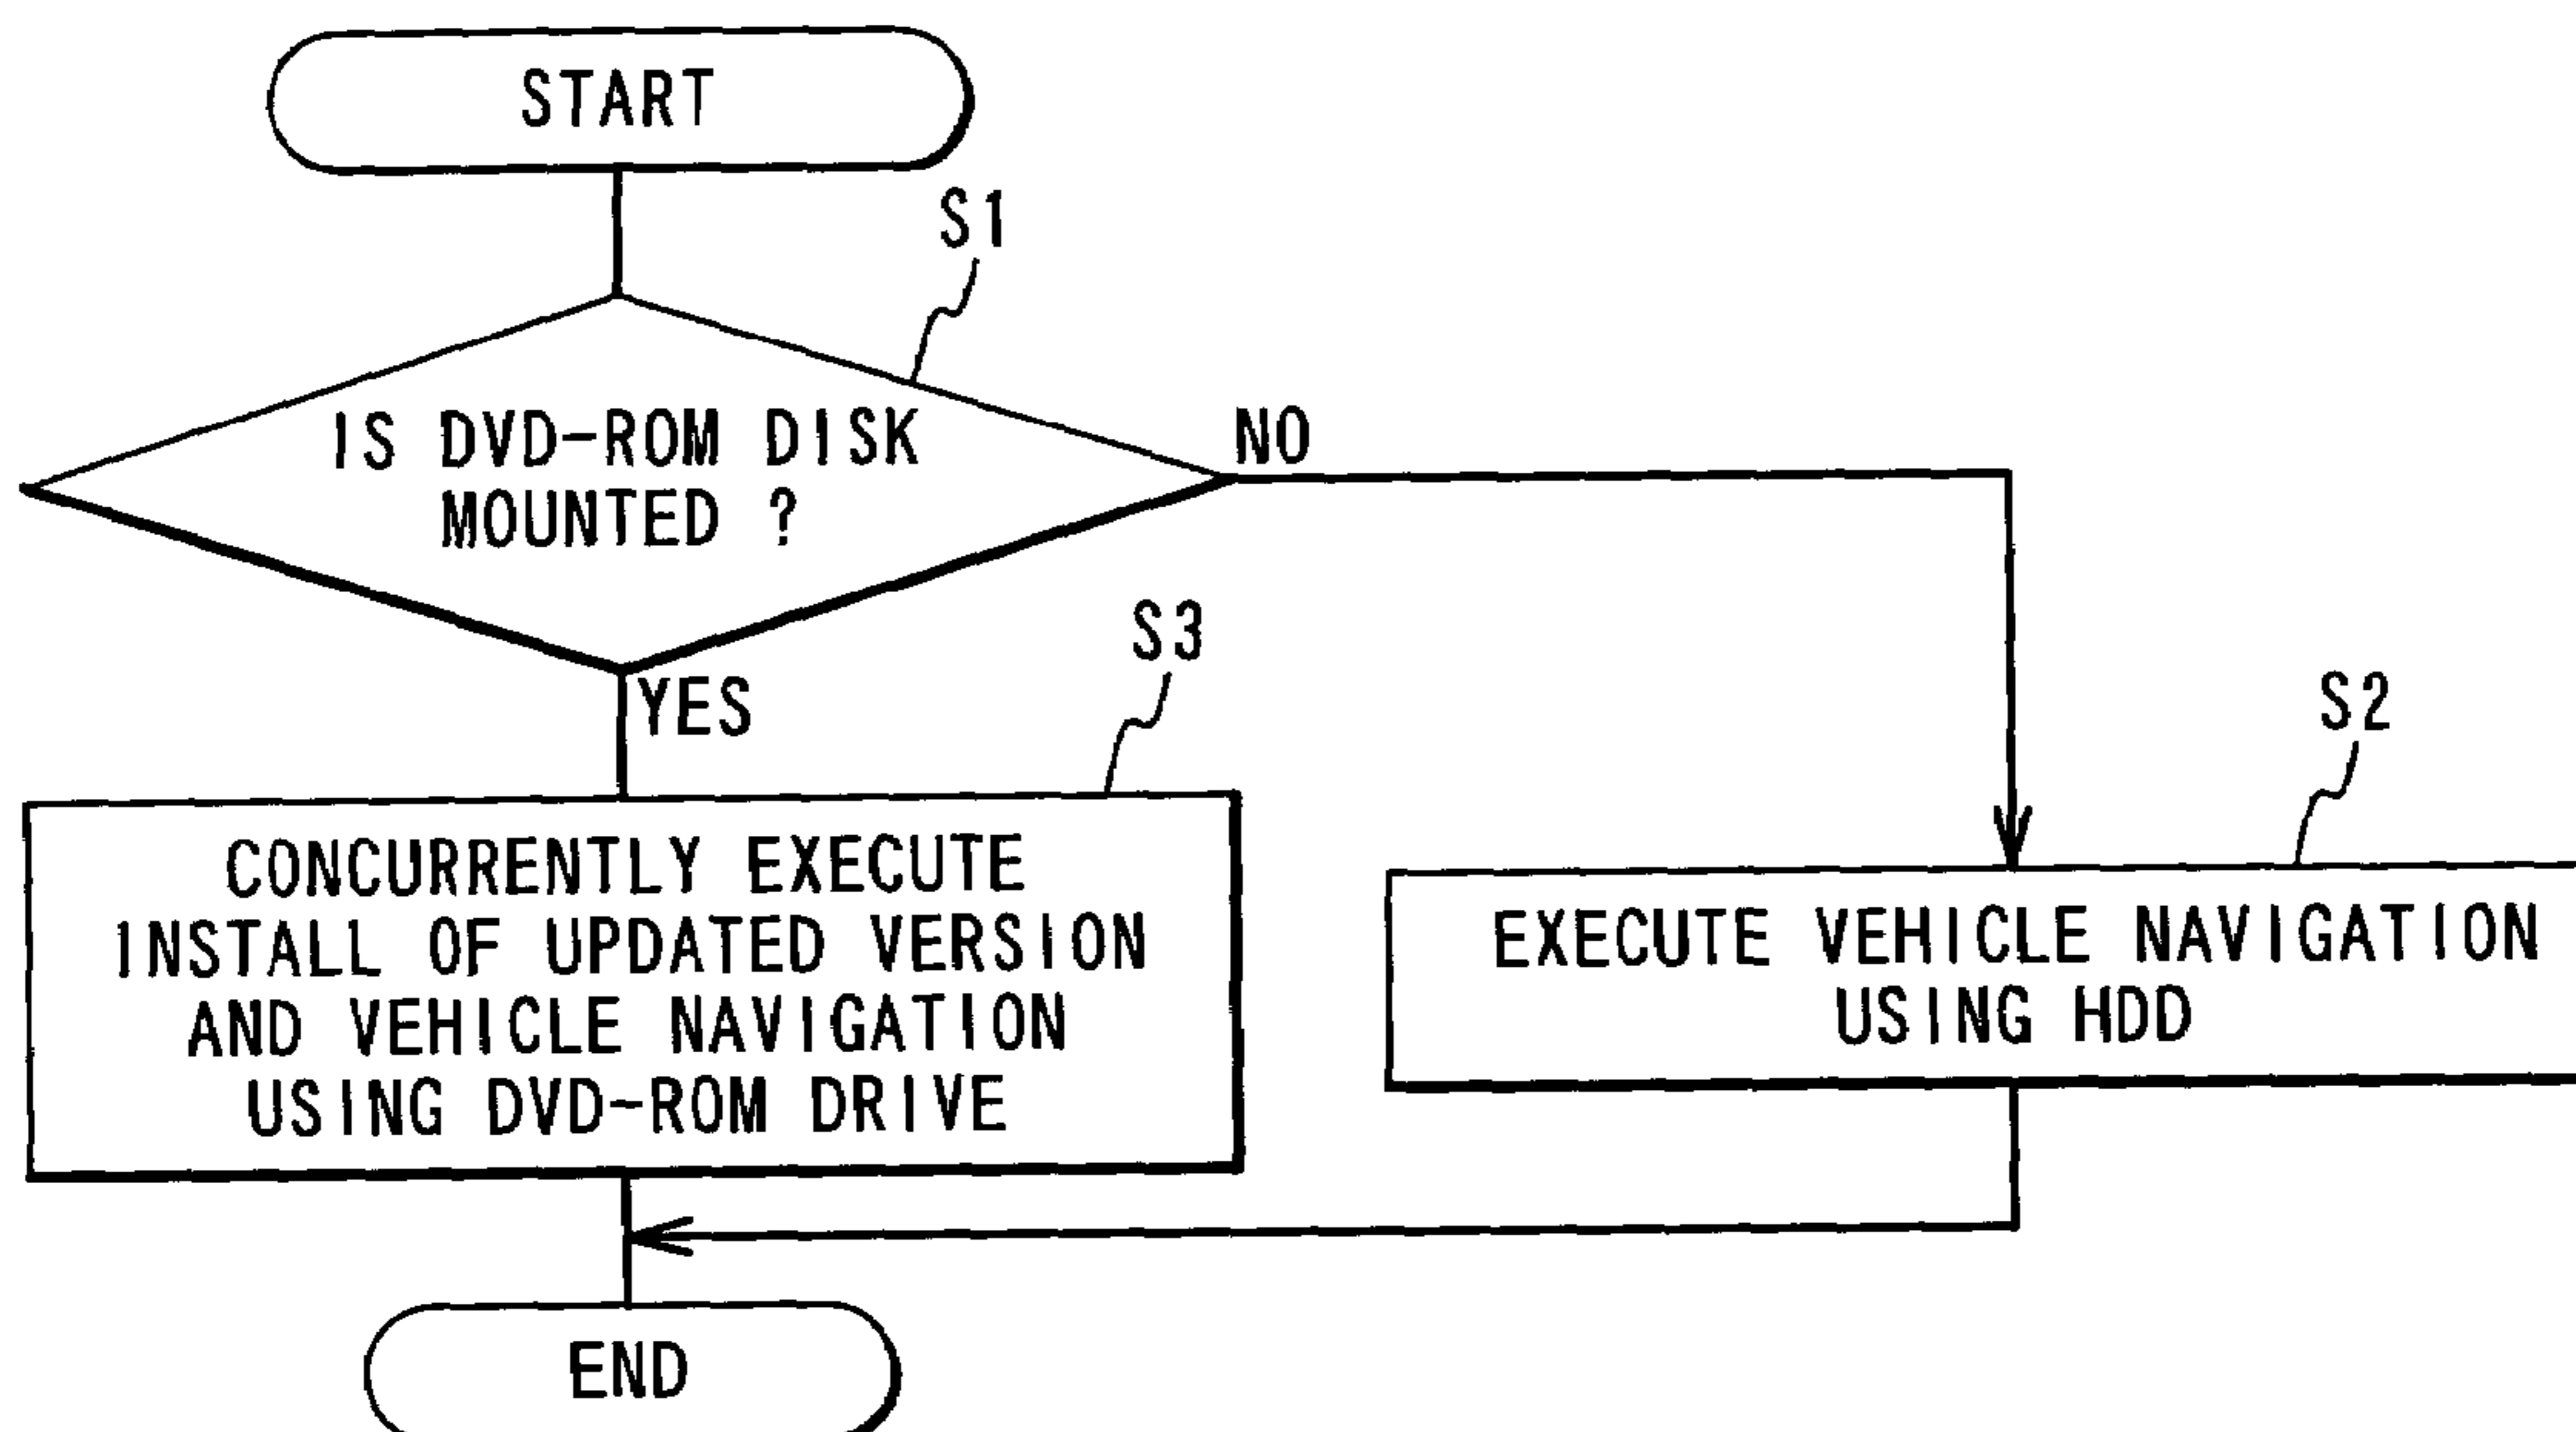 START
S1
IS DVD-ROM DISK
MOUNTED ?
NO
YES
S3
CONCURRENTLY EXECUTE
INSTALL OF UPDATED VERSION
AND VEHICLE NAVIGATION
USING DVD-ROM DRIVE
S2
EXECUTE VEHICLE NAVIGATION
USING HDD
END